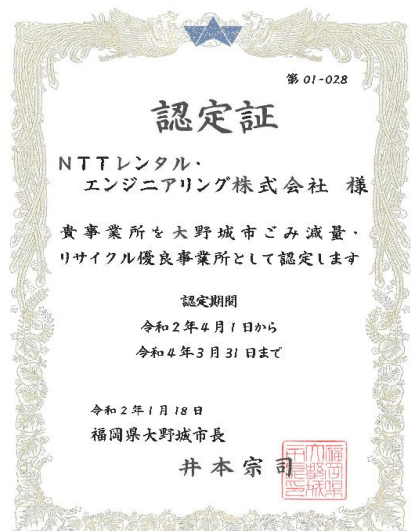 第01-028
認定証
NTTレンタル・
エンジニアリング株式会社 様
貴事業所を大野城市ごみ減量・
リサイクル優良事業所として認定します
認定期間
令和2年4月1日から
令和4年3月31日まで
令和2年1月18日
福岡県大野城市長
井本宗司